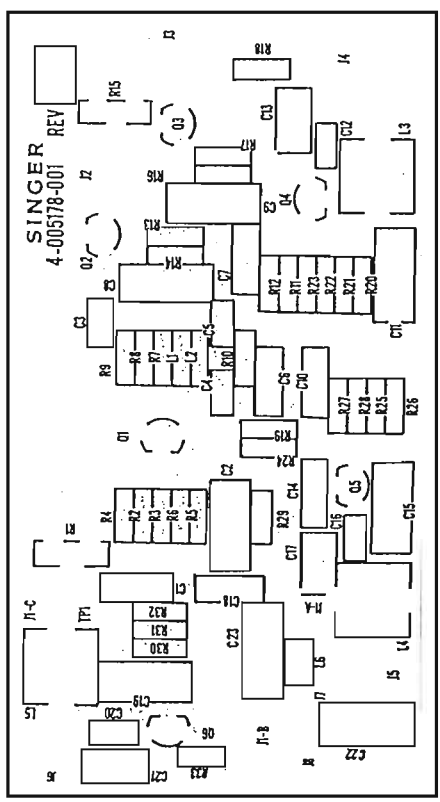 J3
R18
J4
R15
C13
Q3
REV
C12
L3
SINGER
4-005178-001
R17
J2
R16
C9
Q4
R13
Q2
R14
C7
C8
R12
R11
R23
R22
R21
R20
C3
C5
C11
R9
R8
R7
L1
L2
R10
C4
C6
C10
R27
R28
R25
R26
Q1
R19
R24
C2
C14
Q5
R4
R2
R3
R6
R5
R29
C16
C15
R1
C17
J1-C
TP1
C1
R32
C18
J1-A
R31
C23
R30
L4
L6
J5
L5
C19
J7
C20
Q6
J1-B
J6
C21
R33
J8
C22